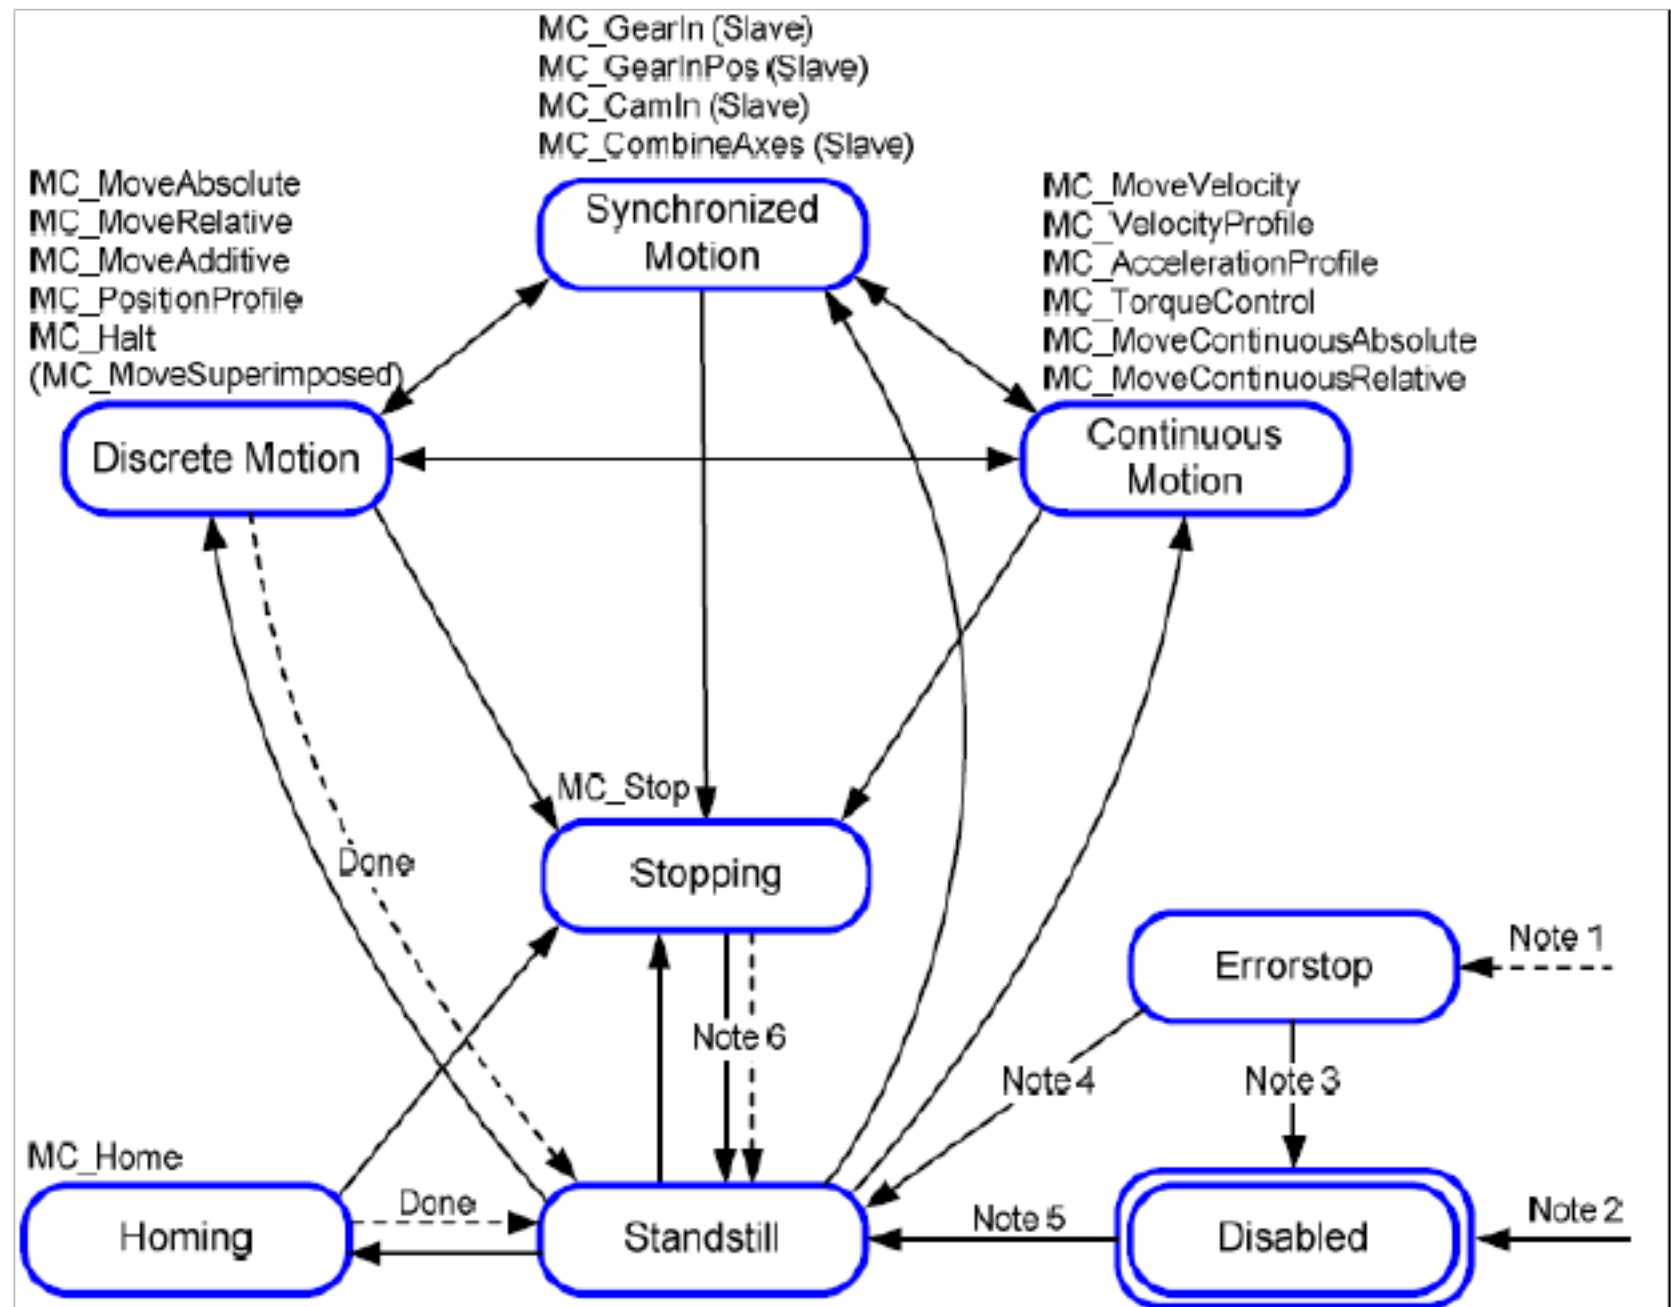 MC_GearIn (Slave)
MC_GearInPos (Slave)
MC_CamIn (Slave)
MC_CombineAxes (Slave)
MC_MoveAbsolute
MC_MoveRelative
MC_MoveAdditive
MC_PositionProfile
MC_Halt
(MC_MoveSuperimposed)
Synchronized
Motion
MC_MoveVelocity
MC_VelocityProfile
MC_AccelerationProfile
MC_TorqueControl
MC_MoveContinuousAbsolute
MC_MoveContinuousRelative
Discrete Motion
Continuous
Motion
MC_Stop
Done
Stopping
Errorstop
Note 1
Note 6
Note 4
Note 3
MC_Home
Homing
Done
Standstill
Note 5
Disabled
Note 2